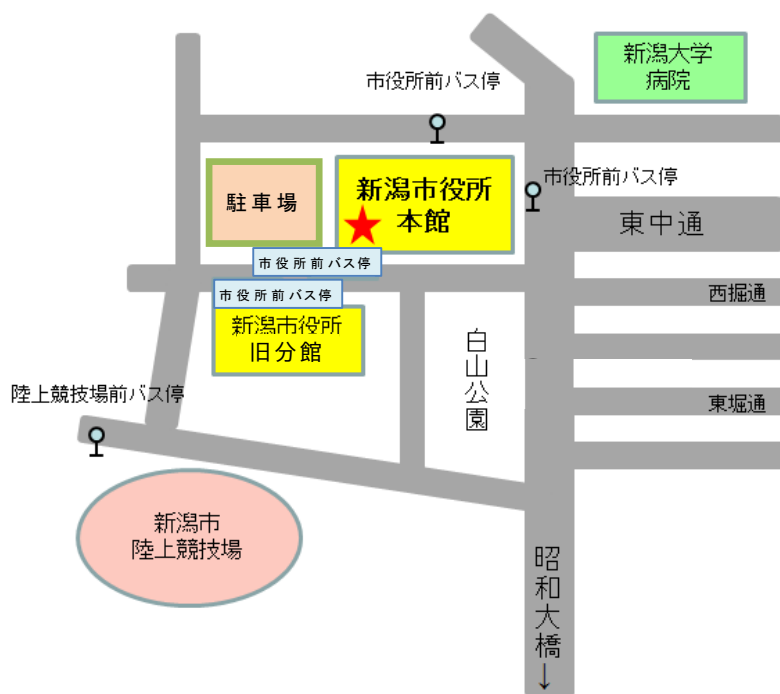 新潟大学
病院
市役所前バス停
市役所前バス停
新潟市役所
本館
駐車場
東中通
市役所前バス停
市役所前バス停
西堀通
新潟市役所
旧分館
白山公園
陸上競技場前バス停
東堀通
新潟市
陸上競技場
昭和大橋
↓